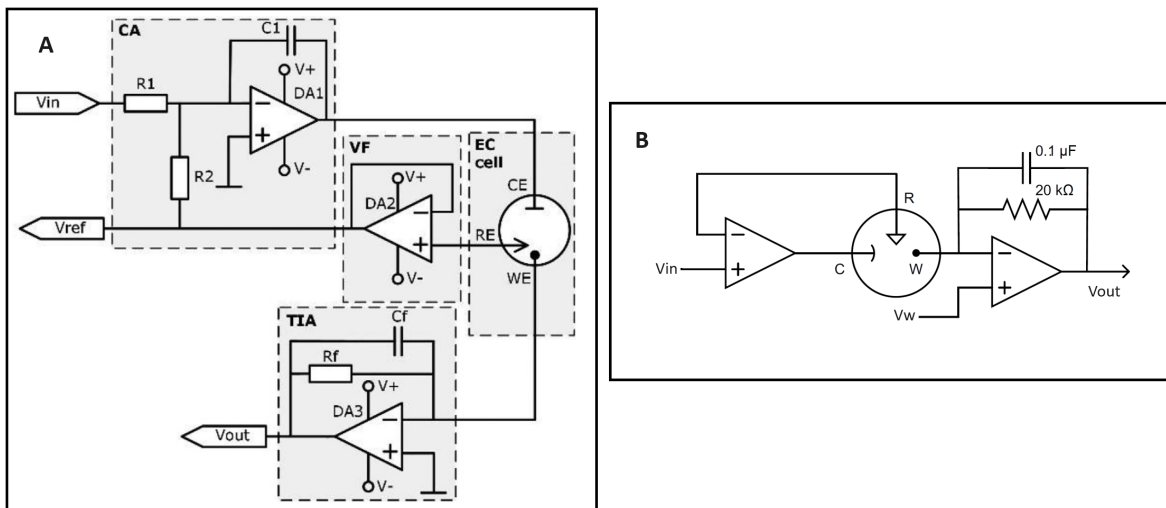 A
CA
C1
V+
R1
DA1
Vin
−
+
V-
R2
VF
V+
DA2
−
+
V-
Vref
EC
cell
CE
RE
WE
TIA
Cf
Rf
V+
DA3
−
+
V-
Vout
B
0.1 µF
20 kΩ
R
−
+
Vin
C
W
−
+
Vw
Vout